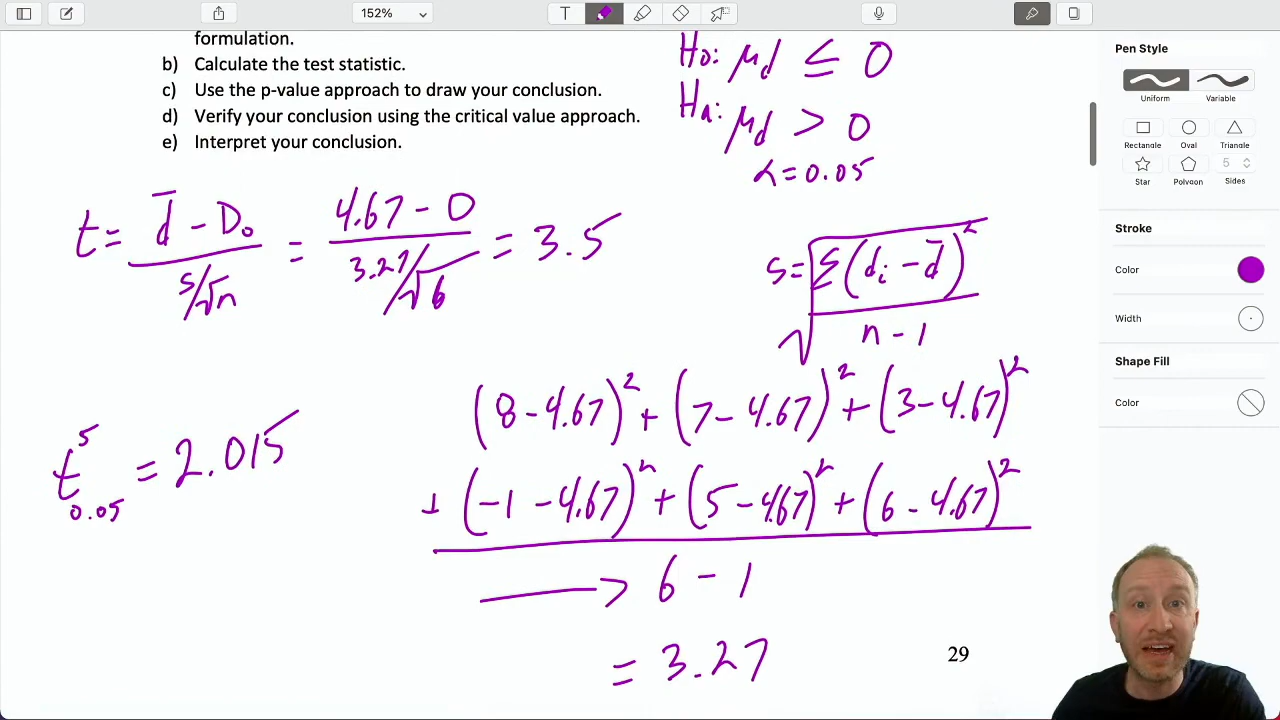 152%
T
formulation.
b) Calculate the test statistic.
c) Use the p-value approach to draw your conclusion.
d) Verify your conclusion using the critical value approach.
e) Interpret your conclusion.
Ho: μd ≤ 0
Ha: μd > 0
α = 0.05
t = (d̄ - D₀)/(s/√n) = (4.67 - 0)/(3.27/√6) = 3.5
s = √(Σ(di - d̄)²/(n - 1))
(8 - 4.67)² + (7 - 4.67)² + (3 - 4.67)²
+ (-1 - 4.67)² + (5 - 4.67)² + (6 - 4.67)²
6 - 1
= 3.27
t⁵0.05 = 2.015
29
Pen Style
Uniform Variable
Rectangle Oval Triangle
5
Star Polygon Sides
Stroke
Color
Width
Shape Fill
Color